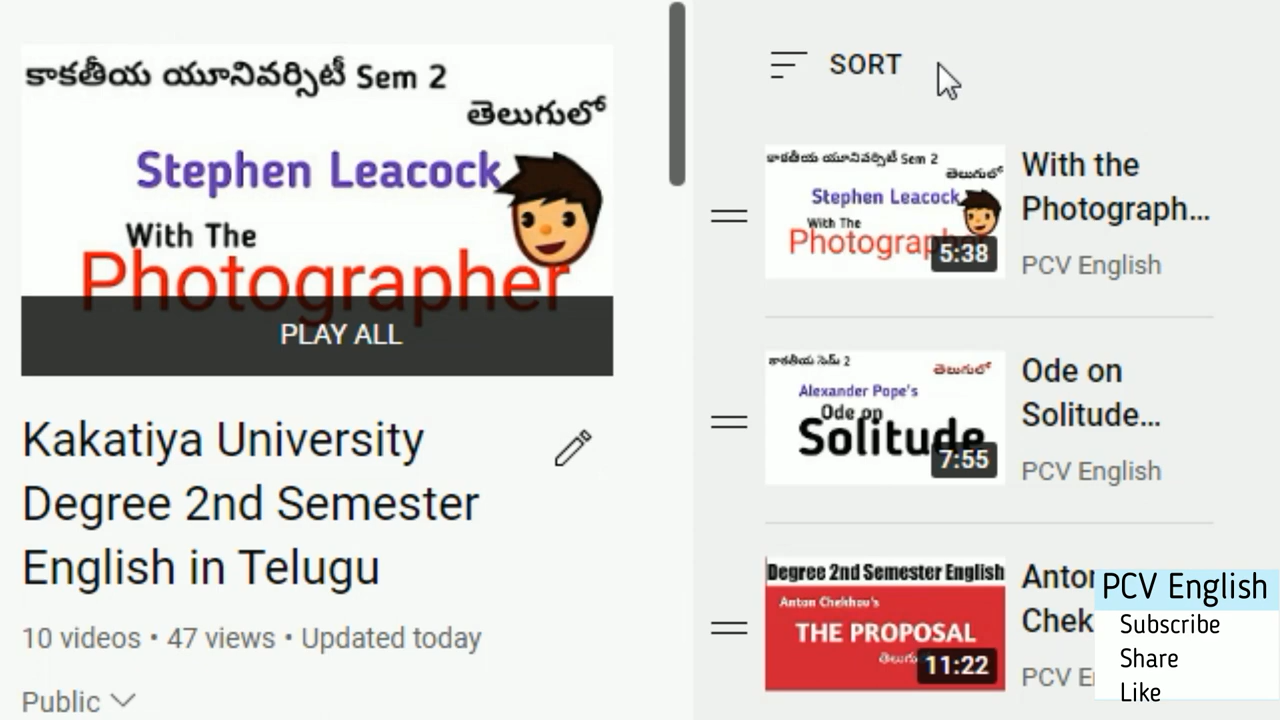 కాకతీయ యూనివర్సిటీ Sem 2
తెలుగులో
Stephen Leacock
With The
Photographer
PLAY ALL
Kakatiya University
Degree 2nd Semester
English in Telugu
10 videos • 47 views • Updated today
Public
SORT
కాకతీయ యూనివర్సిటీ Sem 2
తెలుగులో
Stephen Leacock
With The
Photographer
5:38
With the
Photograph...
PCV English
కాకతీయ సెమ్ 2
తెలుగులో
Alexander Pope's
Ode on
Solitude
7:55
Ode on
Solitude...
PCV English
Degree 2nd Semester English
Anton Chekhov's
THE PROPOSAL
11:22
PCV English
Subscribe
Share
Like